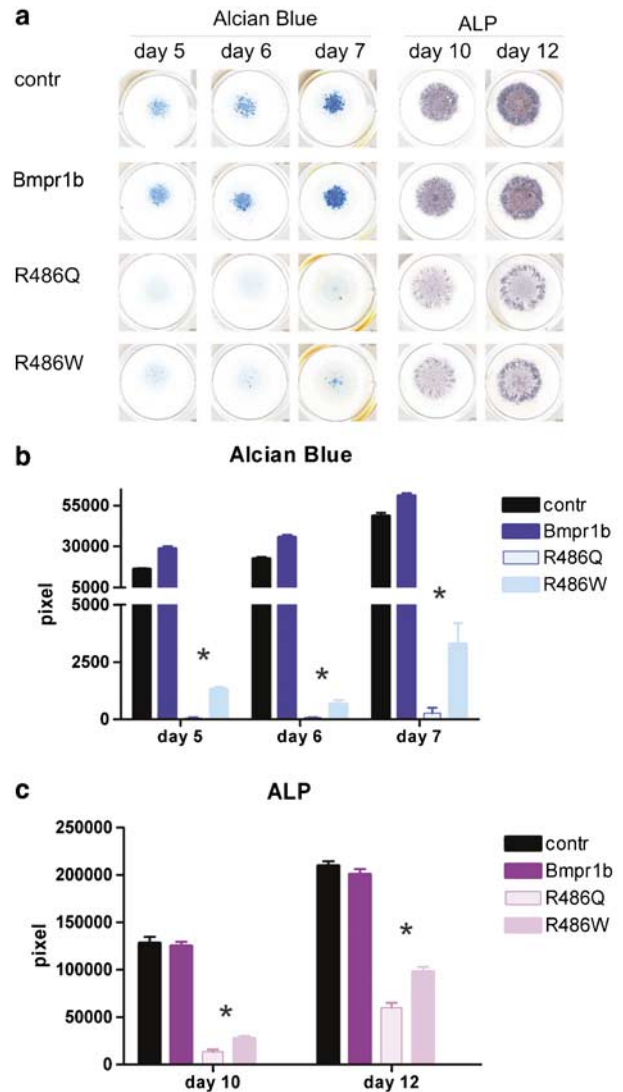 a
Alcian Blue
ALP
day 5 day 6 day 7 day 10 day 12
contr
Bmpr1b
R486Q
R486W
b
Alcian Blue
55000
30000
5000
5000
2500
0
pixel
* * *
day 5 day 6 day 7
contr
Bmpr1b
R486Q
R486W
c
ALP
250000
200000
150000
100000
50000
0
pixel
* *
day 10 day 12
contr
Bmpr1b
R486Q
R486W